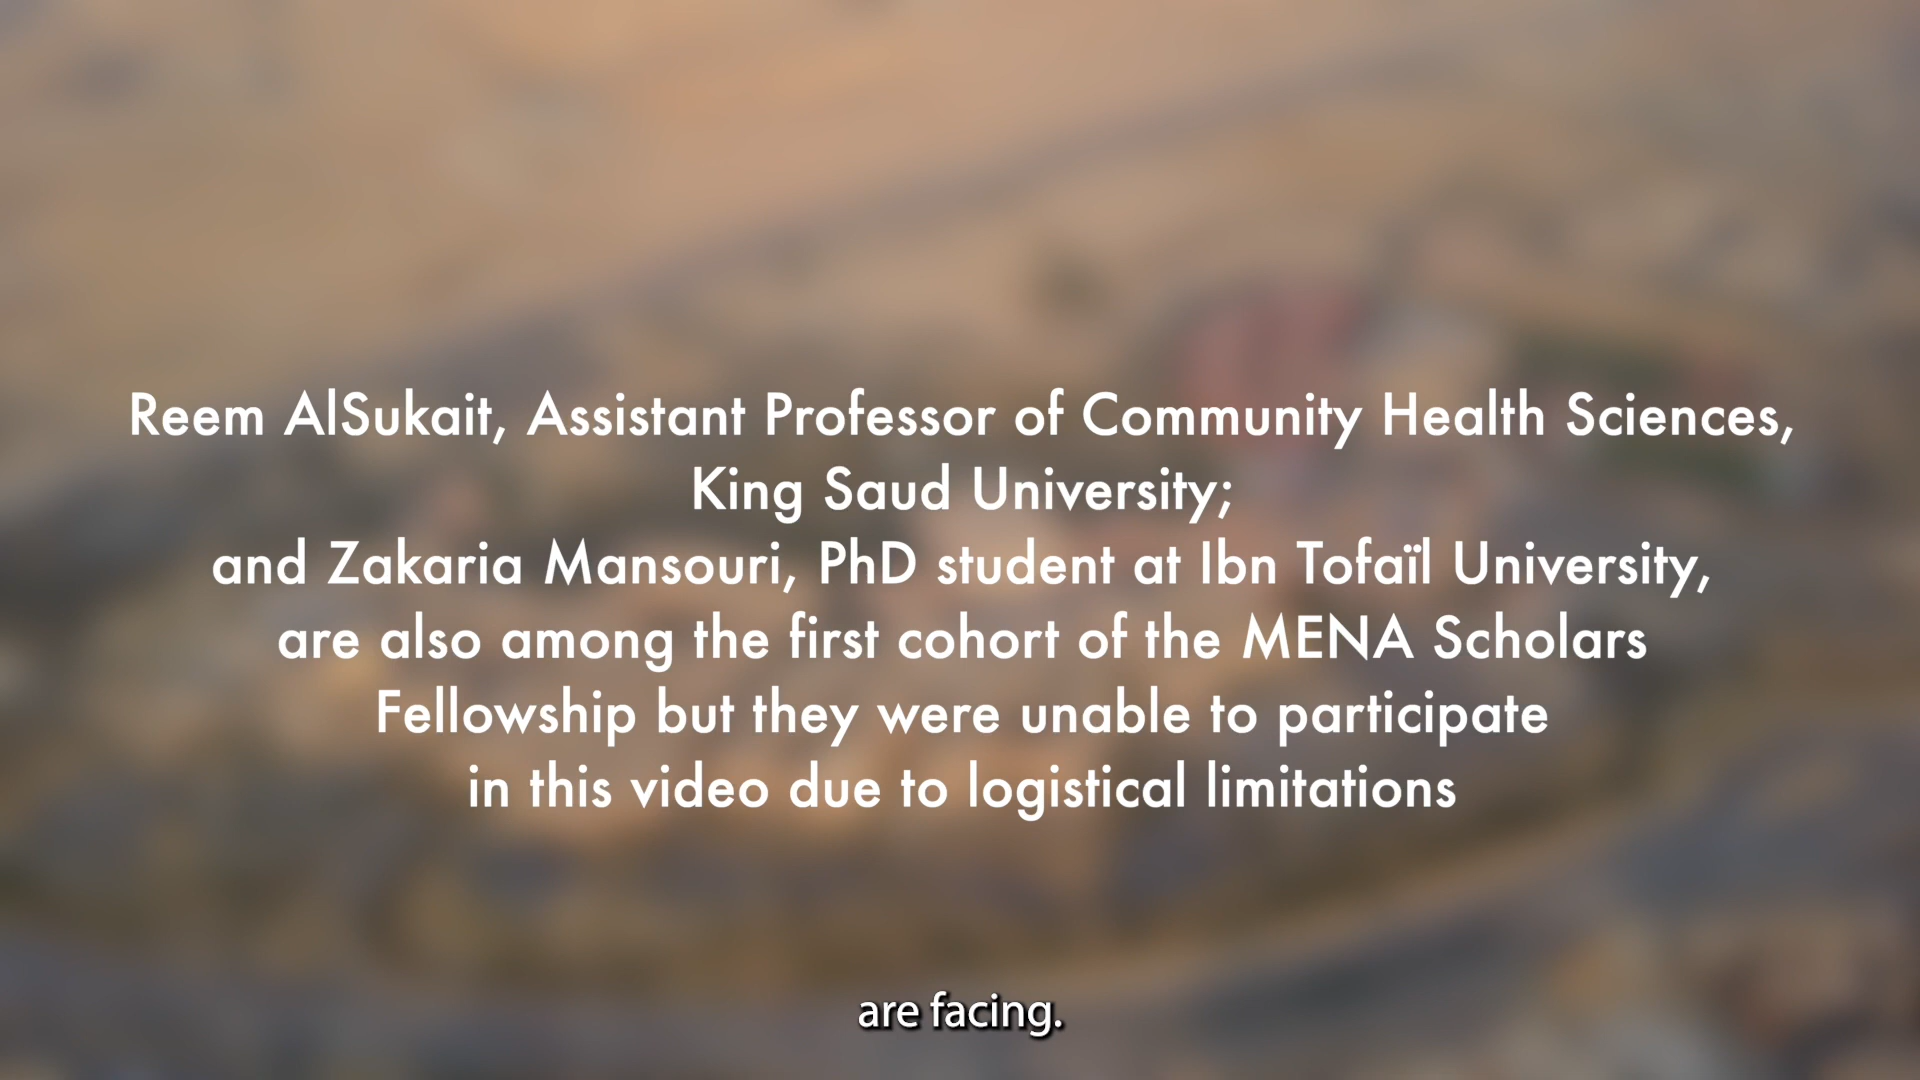 Reem AlSukait, Assistant Professor of Community Health Sciences,
King Saud University;
and Zakaria Mansouri, PhD student at Ibn Tofaïl University,
are also among the first cohort of the MENA Scholars
Fellowship but they were unable to participate
in this video due to logistical limitations
are facing.